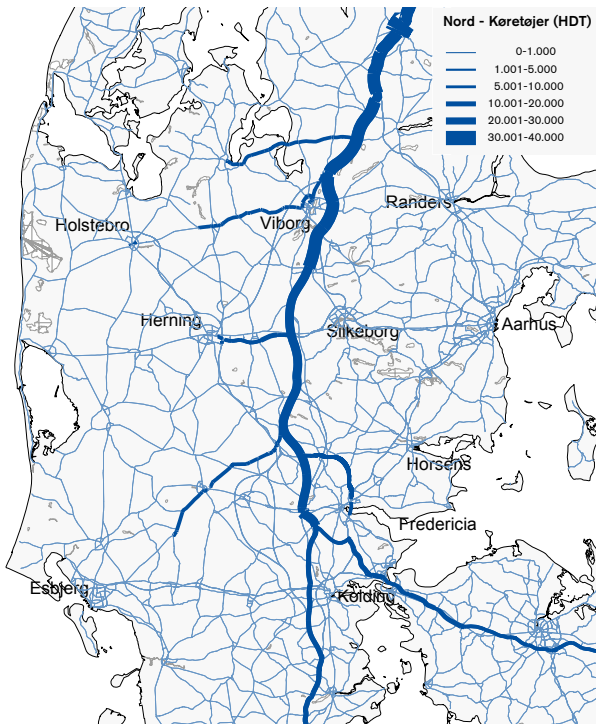 Nord - Køretøjer (HDT)
0-1.000
1.001-5.000
5.001-10.000
10.001-20.000
20.001-30.000
30.001-40.000
Randers
Holstebro
Viborg
Herning
Silkeborg
Aarhus
Horsens
Fredericia
Esbjerg
Kolding